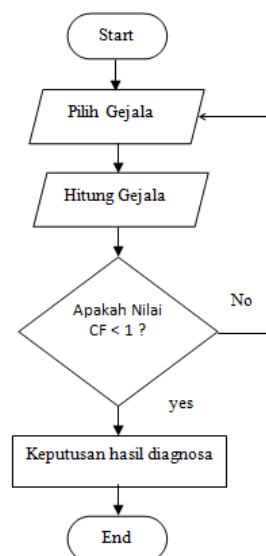 Start
Pilih Gejala
Hitung Gejala
Apakah Nilai
CF < 1 ?
No
yes
Keputusan hasil diagnosa
End